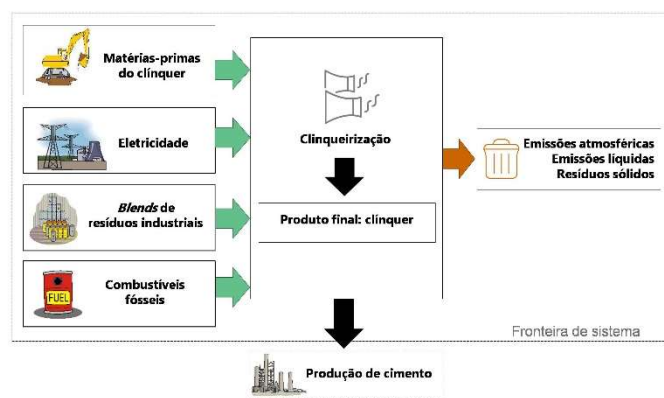 Matérias-primas
do clínquer
Eletricidade
Blends de
resíduos industriais
FUEL
Combustíveis
fósseis
Clinqueirização
Produto final: clínquer
Emissões atmosféricas
Emissões líquidas
Resíduos sólidos
Fronteira de sistema
Produção de cimento